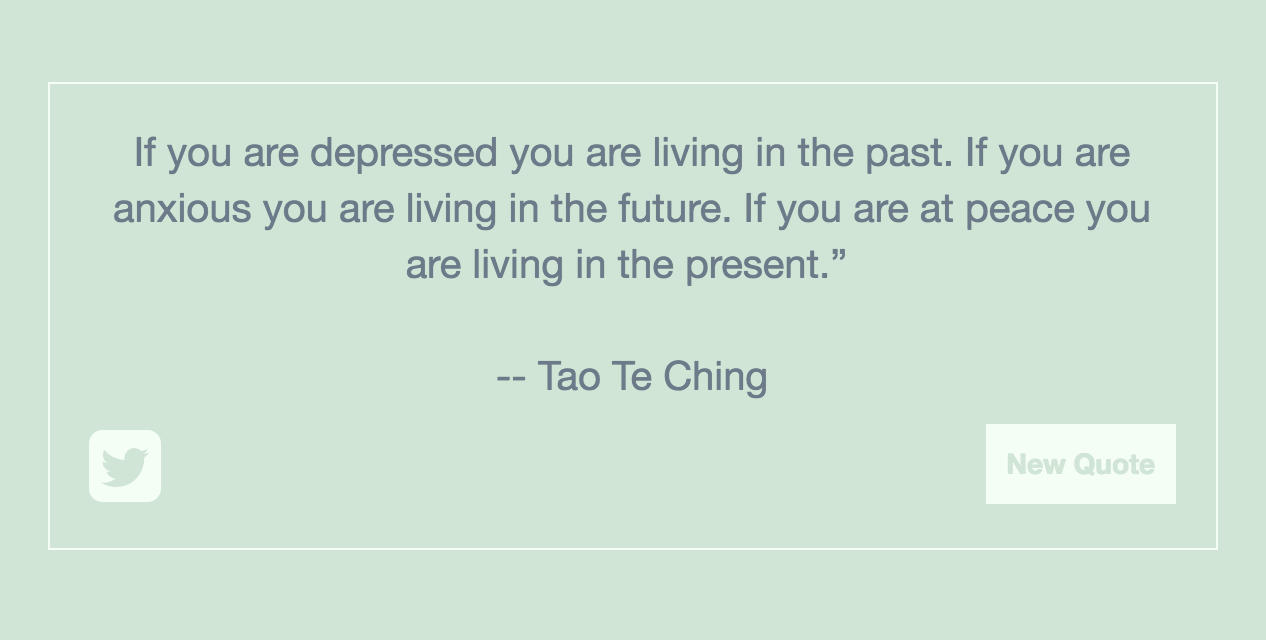 If you are depressed you are living in the past. If you are
anxious you are living in the future. If you are at peace you
are living in the present.”
-- Tao Te Ching
New Quote